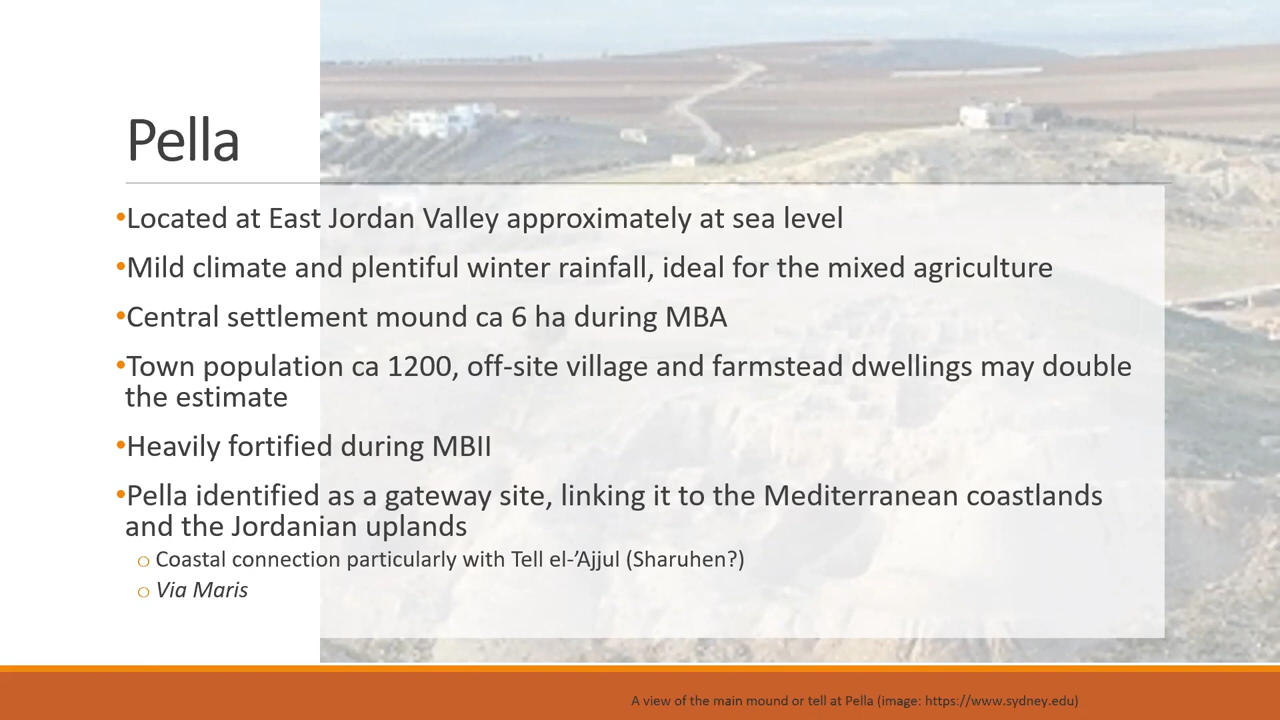 Pella
•Located at East Jordan Valley approximately at sea level
•Mild climate and plentiful winter rainfall, ideal for the mixed agriculture
•Central settlement mound ca 6 ha during MBA
•Town population ca 1200, off-site village and farmstead dwellings may double
the estimate
•Heavily fortified during MBII
•Pella identified as a gateway site, linking it to the Mediterranean coastlands
and the Jordanian uplands
o Coastal connection particularly with Tell el-’Ajjul (Sharuhen?)
o Via Maris
A view of the main mound or tell at Pella (image: https://www.sydney.edu)